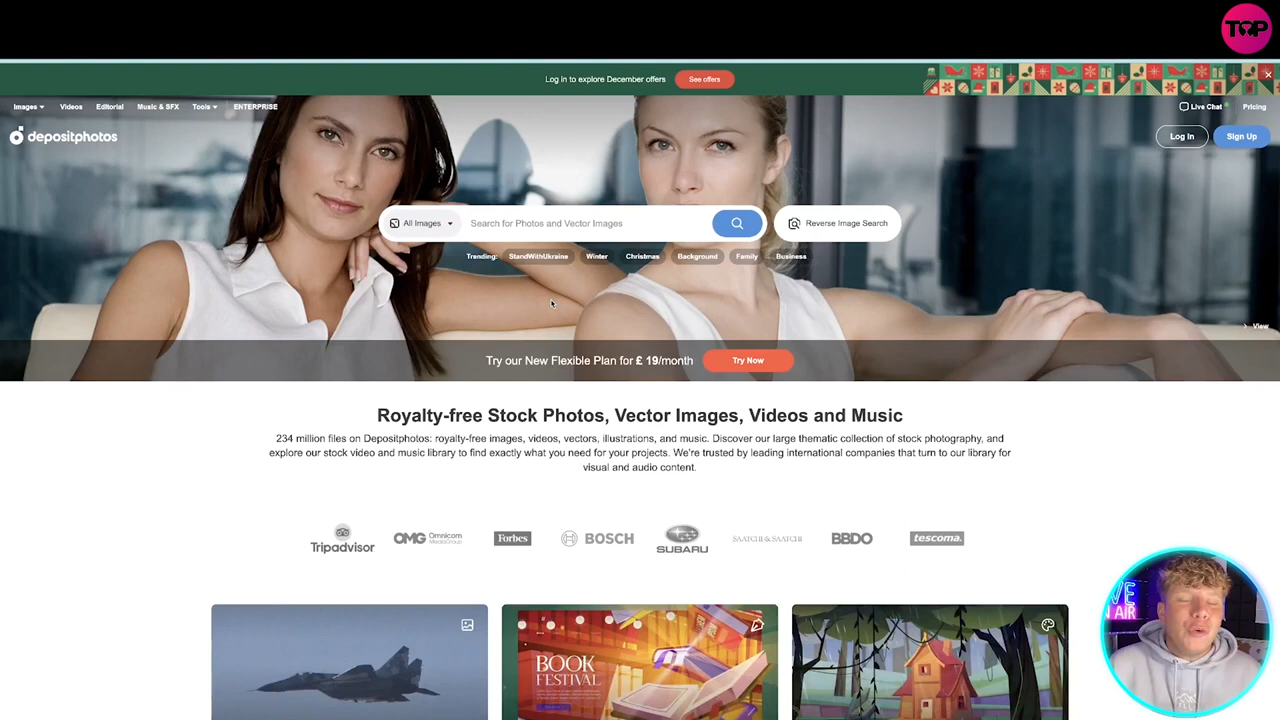 TOP
Log in to explore December offers
See offers
Images
Videos
Editorial
Music & SFX
Tools
ENTERPRISE
Live Chat
Pricing
depositphotos
Log In
Sign Up
All Images
Search for Photos and Vector Images
Reverse Image Search
Trending:
StandWithUkraine
Winter
Christmas
Background
Family
Business
View
Try our New Flexible Plan for £ 19/month
Try Now
Royalty-free Stock Photos, Vector Images, Videos and Music
234 million files on Depositphotos: royalty-free images, videos, vectors, illustrations, and music. Discover our large thematic collection of stock photography, and
explore our stock video and music library to find exactly what you need for your projects. We're trusted by leading international companies that turn to our library for
visual and audio content.
Tripadvisor
OMG Omnicom
MediaGroup
Forbes
BOSCH
SUBARU
SAATCHI & SAATCHI
BBDO
tescoma.
BOOK
FESTIVAL
AIR